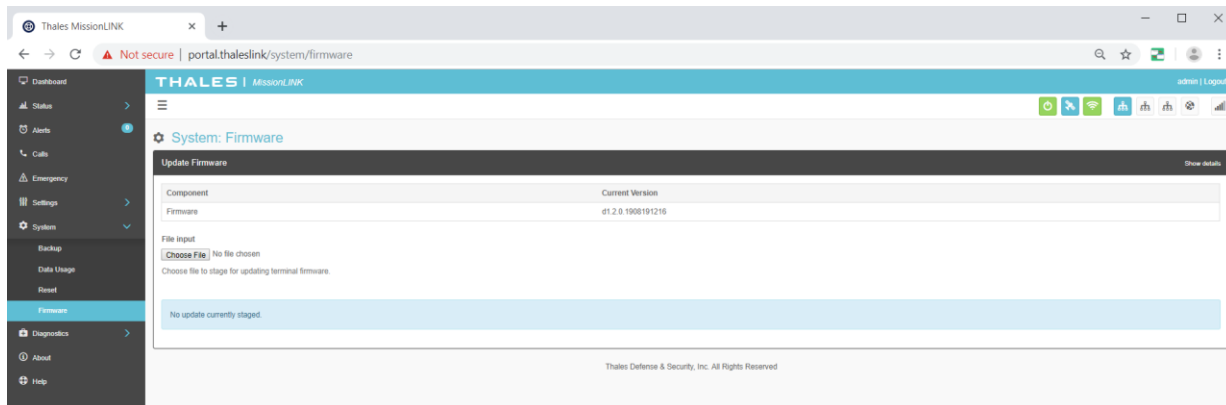 Thales MissionLINK
Not secure | portal.thaleslink/system/firmware
Dashboard
Status
Alerts 0
Calls
Emergency
Settings
System
Backup
Data Usage
Reset
Firmware
Diagnostics
About
Help
THALES | MissionLINK
admin | Logout
System: Firmware
Update Firmware
Show details
Component Current Version
Firmware d1.2.0.1908191216
File input
Choose File No file chosen
Choose file to stage for updating terminal firmware.
No update currently staged.
Thales Defense & Security, Inc. All Rights Reserved